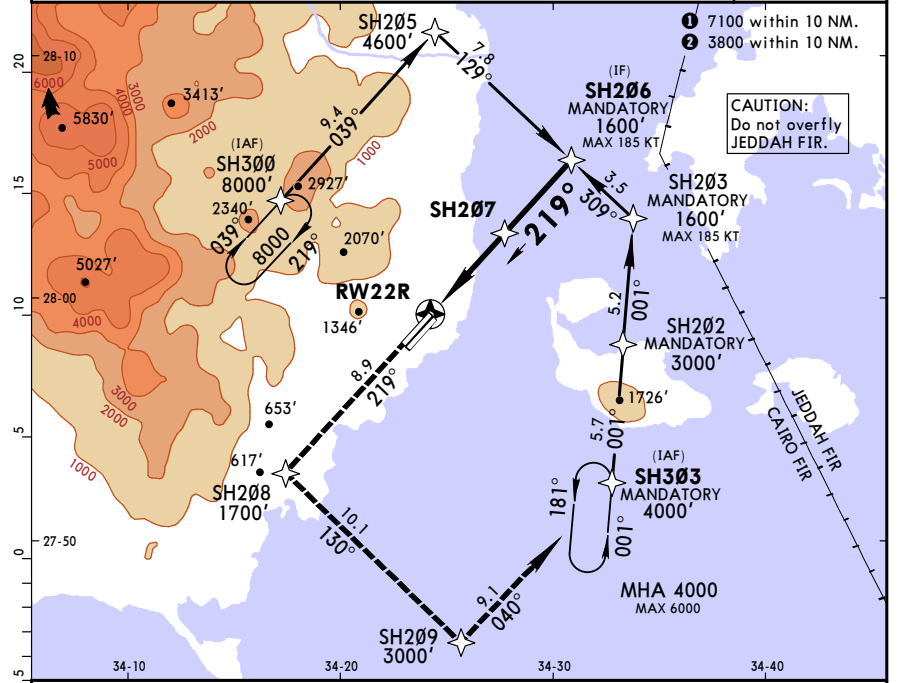 ❶ 7100 within 10 NM.
❷ 3800 within 10 NM.
CAUTION:
Do not overfly
JEDDAH FIR.
SHØ2Ø5
4600'
7.8
129°
(IF)
SH2Ø6
MANDATORY
1600'
MAX 185 KT
20
28-10
6000
4000
3000
3413'
5830'
2000
5000
9.4
039°
1000
(IAF)
SH3ØØ
8000'
2927'
2340'
039°
8000
219°
2070'
15
3.5
309°
SH2Ø3
MANDATORY
1600'
MAX 185 KT
SH2Ø7
219°
5027'
4000
10
28-00
RW22R
1346'
5.2
001°
SH2Ø2
MANDATORY
3000'
1726'
JEDDAH FIR
CAIRO FIR
8.9
219°
3000
2000
653'
617'
1000
5
SH2Ø8
1700'
5.7
001°
(IAF)
SH3Ø3
MANDATORY
4000'
181°
001°
10.1
130°
27-50
0
9.1
040°
MHA 4000
MAX 6000
SH2Ø9
3000'
5
34-10
34-20
34-30
34-40